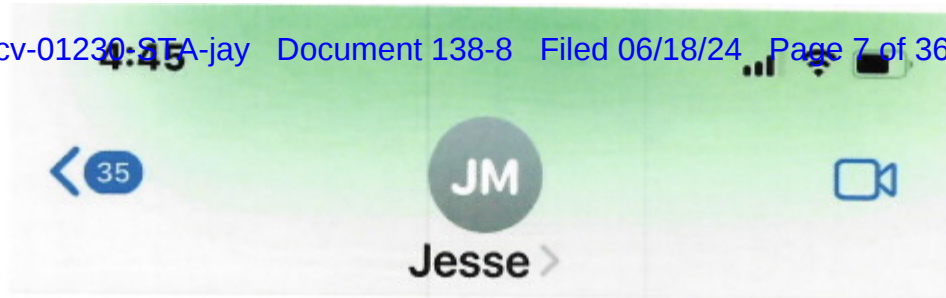 cv-01230-STA-jay Document 138-8 Filed 06/18/24 Page 7 of 36
4:45
35
JM
Jesse